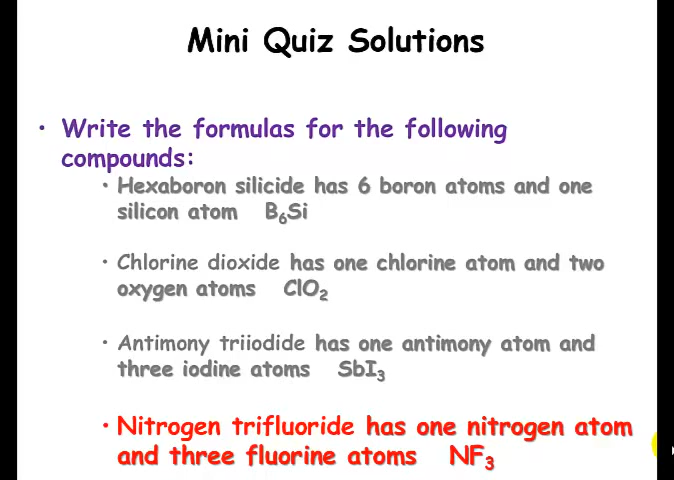 Mini Quiz Solutions
• Write the formulas for the following
compounds:
• Hexaboron silicide has 6 boron atoms and one
silicon atom B₆Si
• Chlorine dioxide has one chlorine atom and two
oxygen atoms ClO₂
• Antimony triiodide has one antimony atom and
three iodine atoms SbI₃
• Nitrogen trifluoride has one nitrogen atom
and three fluorine atoms NF₃